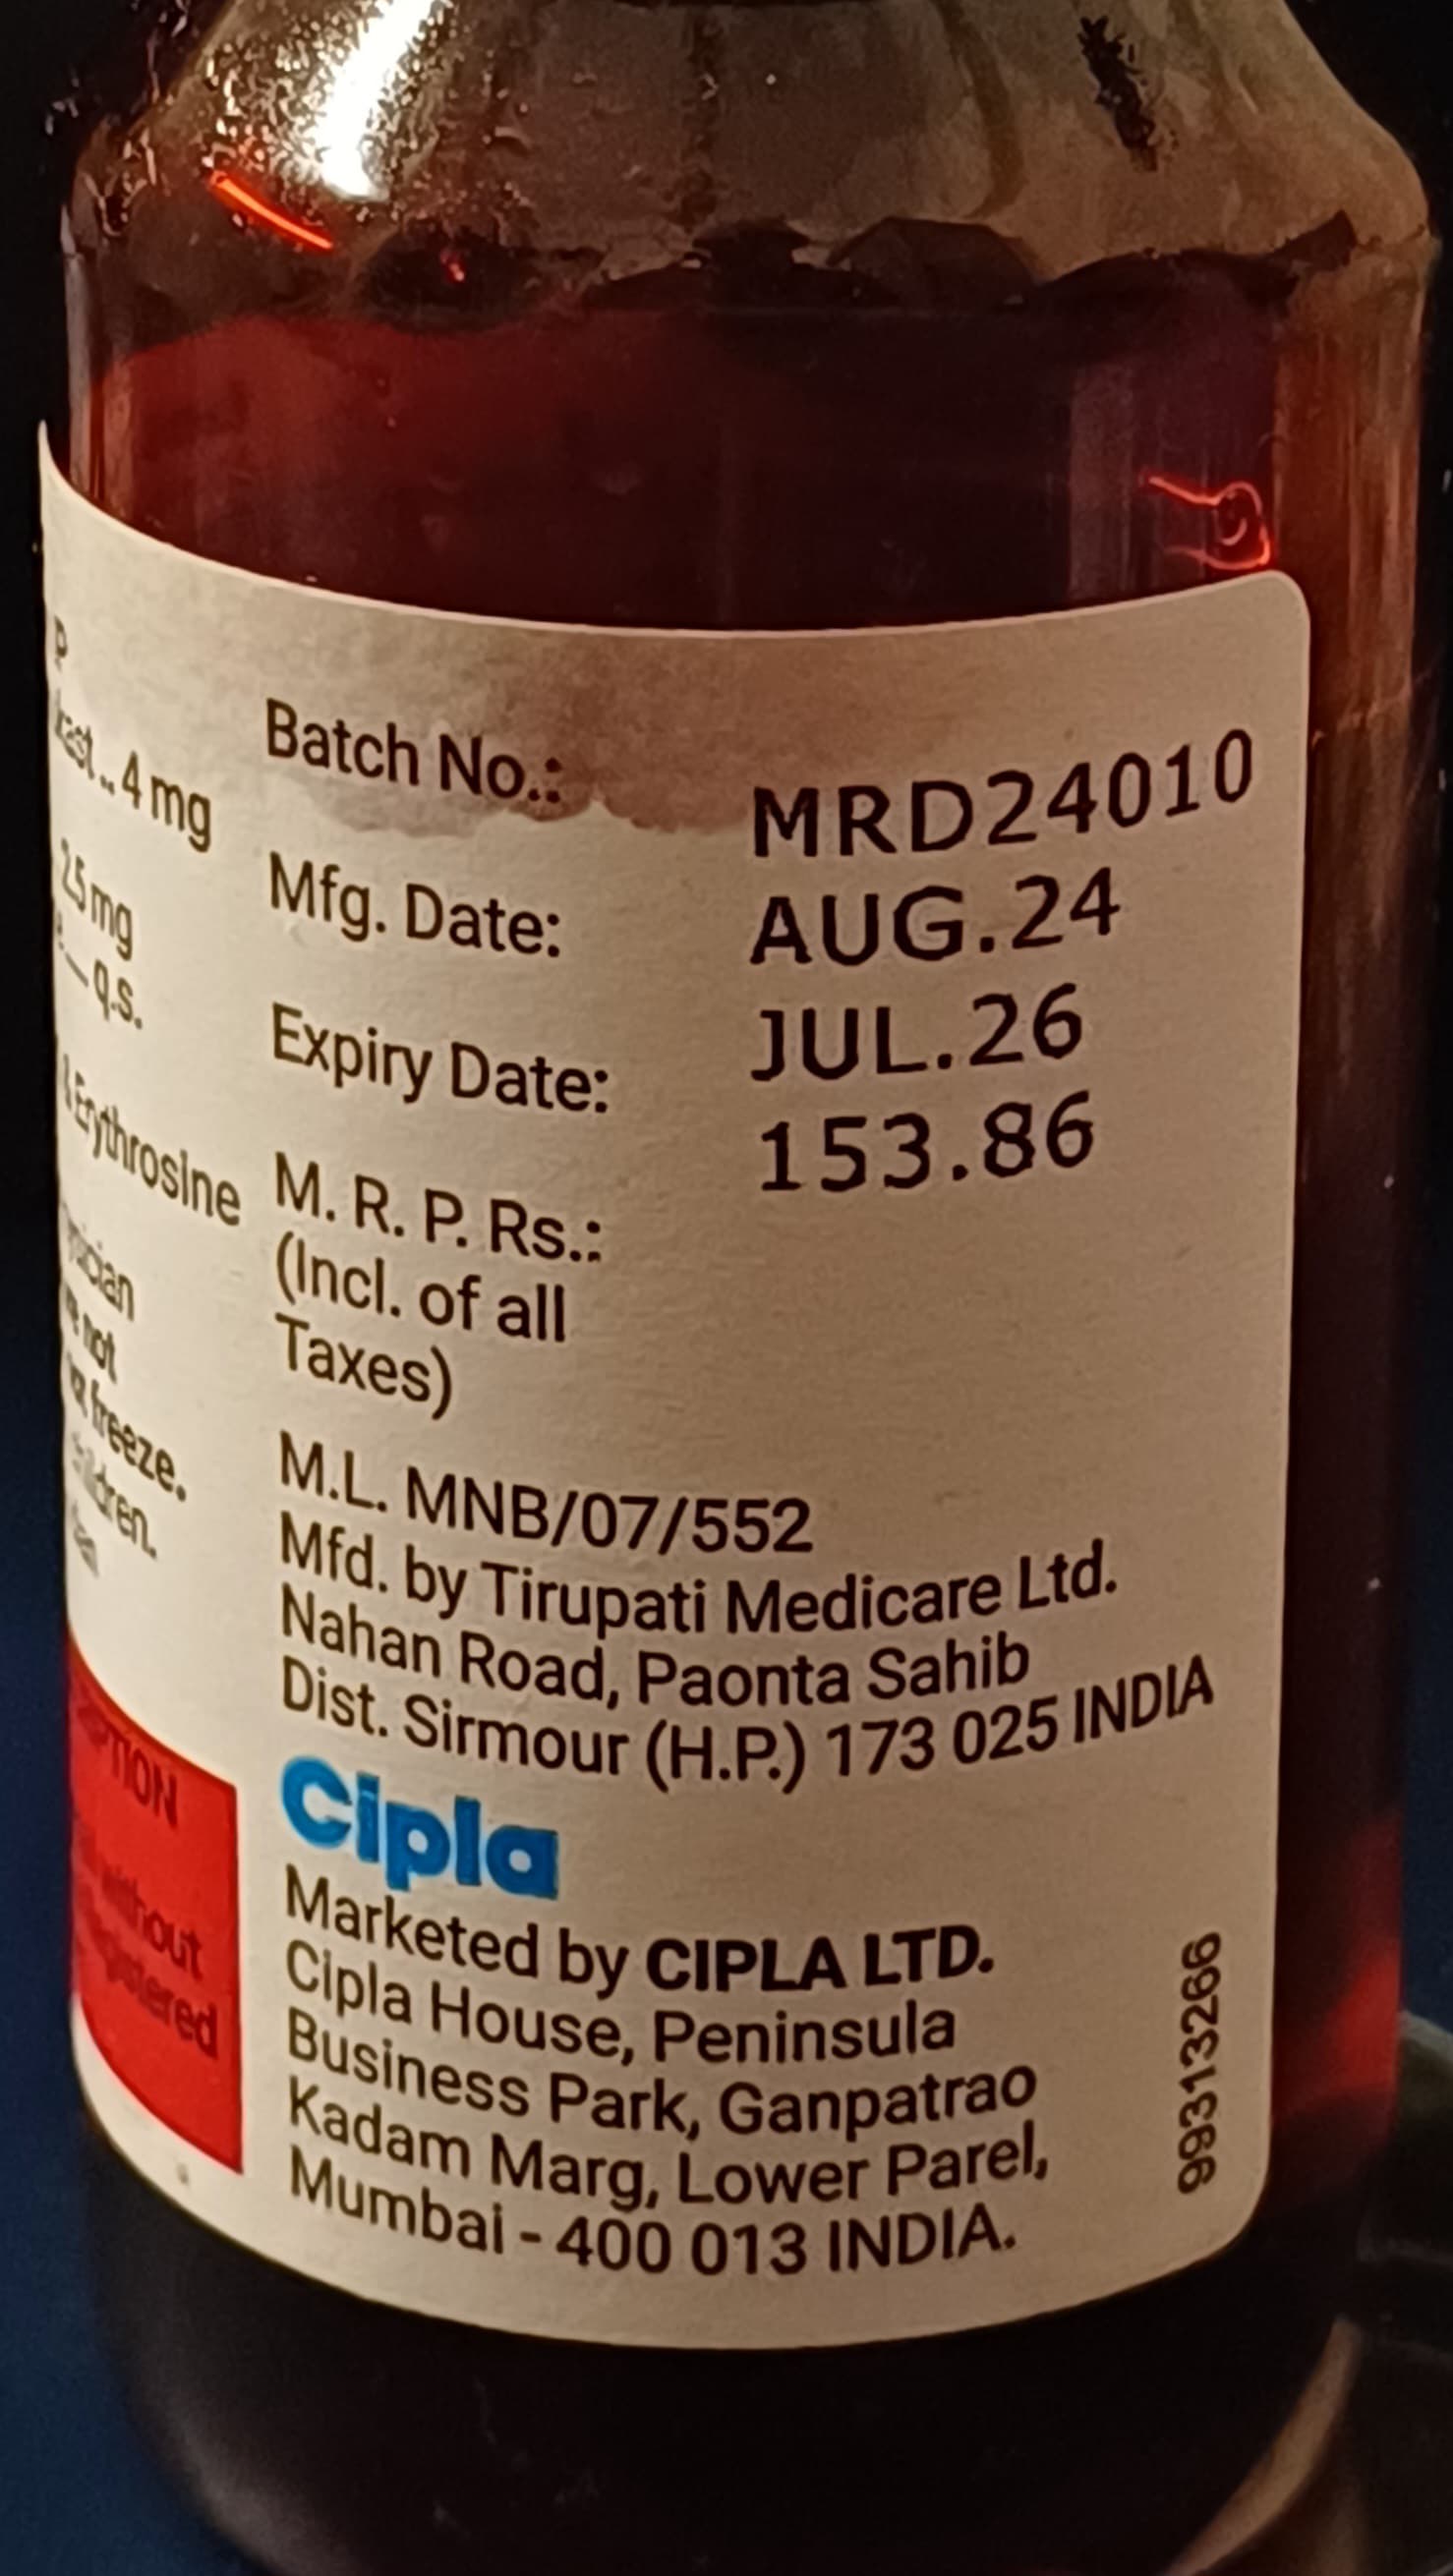 4 mg
2.5 mg
q.s.
Erythrosine
not
freeze.
Batch No.: MRD24010
Mfg. Date: AUG.24
Expiry Date: JUL.26
M. R. P. Rs.: 153.86
(Incl. of all
Taxes)
M.L. MNB/07/552
Mfd. by Tirupati Medicare Ltd.
Nahan Road, Paonta Sahib
Dist. Sirmour (H.P.) 173 025 INDIA
without
Cipla
Marketed by CIPLA LTD.
Cipla House, Peninsula
Business Park, Ganpatrao
Kadam Marg, Lower Parel,
Mumbai - 400 013 INDIA.
99313266